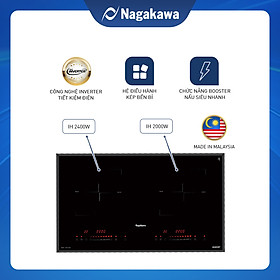 Nagakawa
INVERTER
CÔNG NGHỆ INVERTER
TIẾT KIỆM ĐIỆN
HỆ ĐIỀU HÀNH
KÉP BỀN BỈ
CHỨC NĂNG BOOSTER
NẤU SIÊU NHANH
IH 2400W
IH 2000W
MADE IN MALAYSIA
Nagakawa